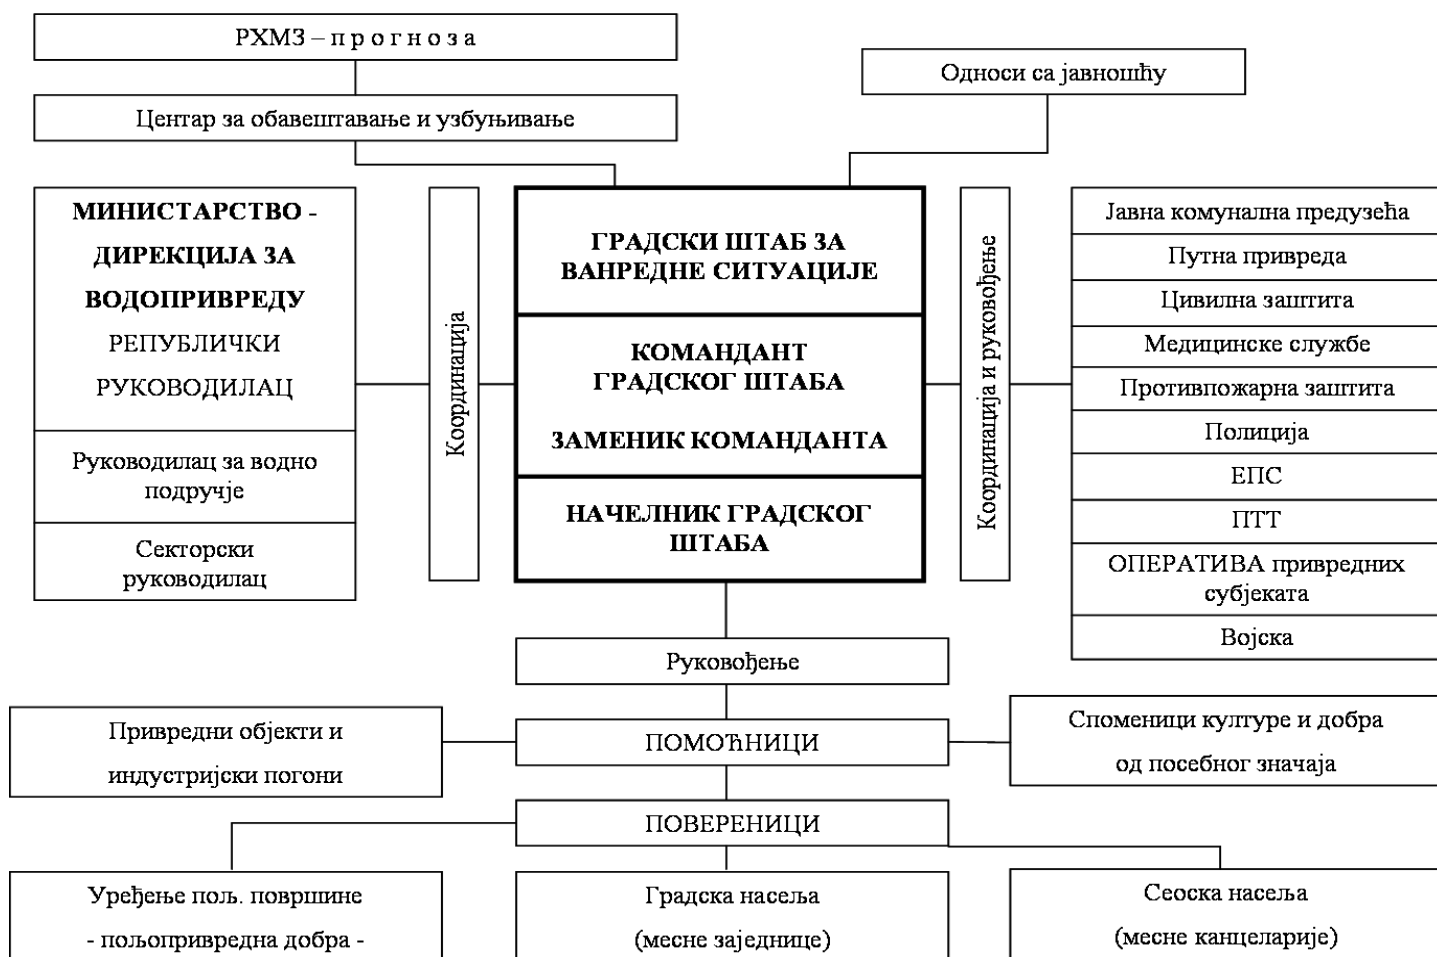 РХМЗ – п р о г н о з а
Односи са јавношћу
Центар за обавештавање и узбуњивање
МИНИСТАРСТВО -
ДИРЕКЦИЈА ЗА
ВОДОПРИВРЕДУ
РЕПУБЛИЧКИ
РУКОВОДИЛАЦ
Руководилац за водно
подручје
Секторски
руководилац
Координација
ГРАДСКИ ШТАБ ЗА
ВАНРЕДНЕ СИТУАЦИЈЕ
КОМАНДАНТ
ГРАДСКОГ ШТАБА
ЗАМЕНИК КОМАНДАНТА
НАЧЕЛНИК ГРАДСКОГ
ШТАБА
Координација и руковођење
Јавна комунална предузећа
Путна привреда
Цивилна заштита
Медицинске службе
Противпожарна заштита
Полиција
ЕПС
ПТТ
ОПЕРАТИВА привредних
субјеката
Војска
Руковођење
Привредни објекти и
индустријски погони
ПОМОЋНИЦИ
Споменици културе и добра
од посебног значаја
ПОВЕРЕНИЦИ
Уређење пољ. површине
- пољопривредна добра -
Градска насеља
(месне заједнице)
Сеоска насеља
(месне канцеларије)